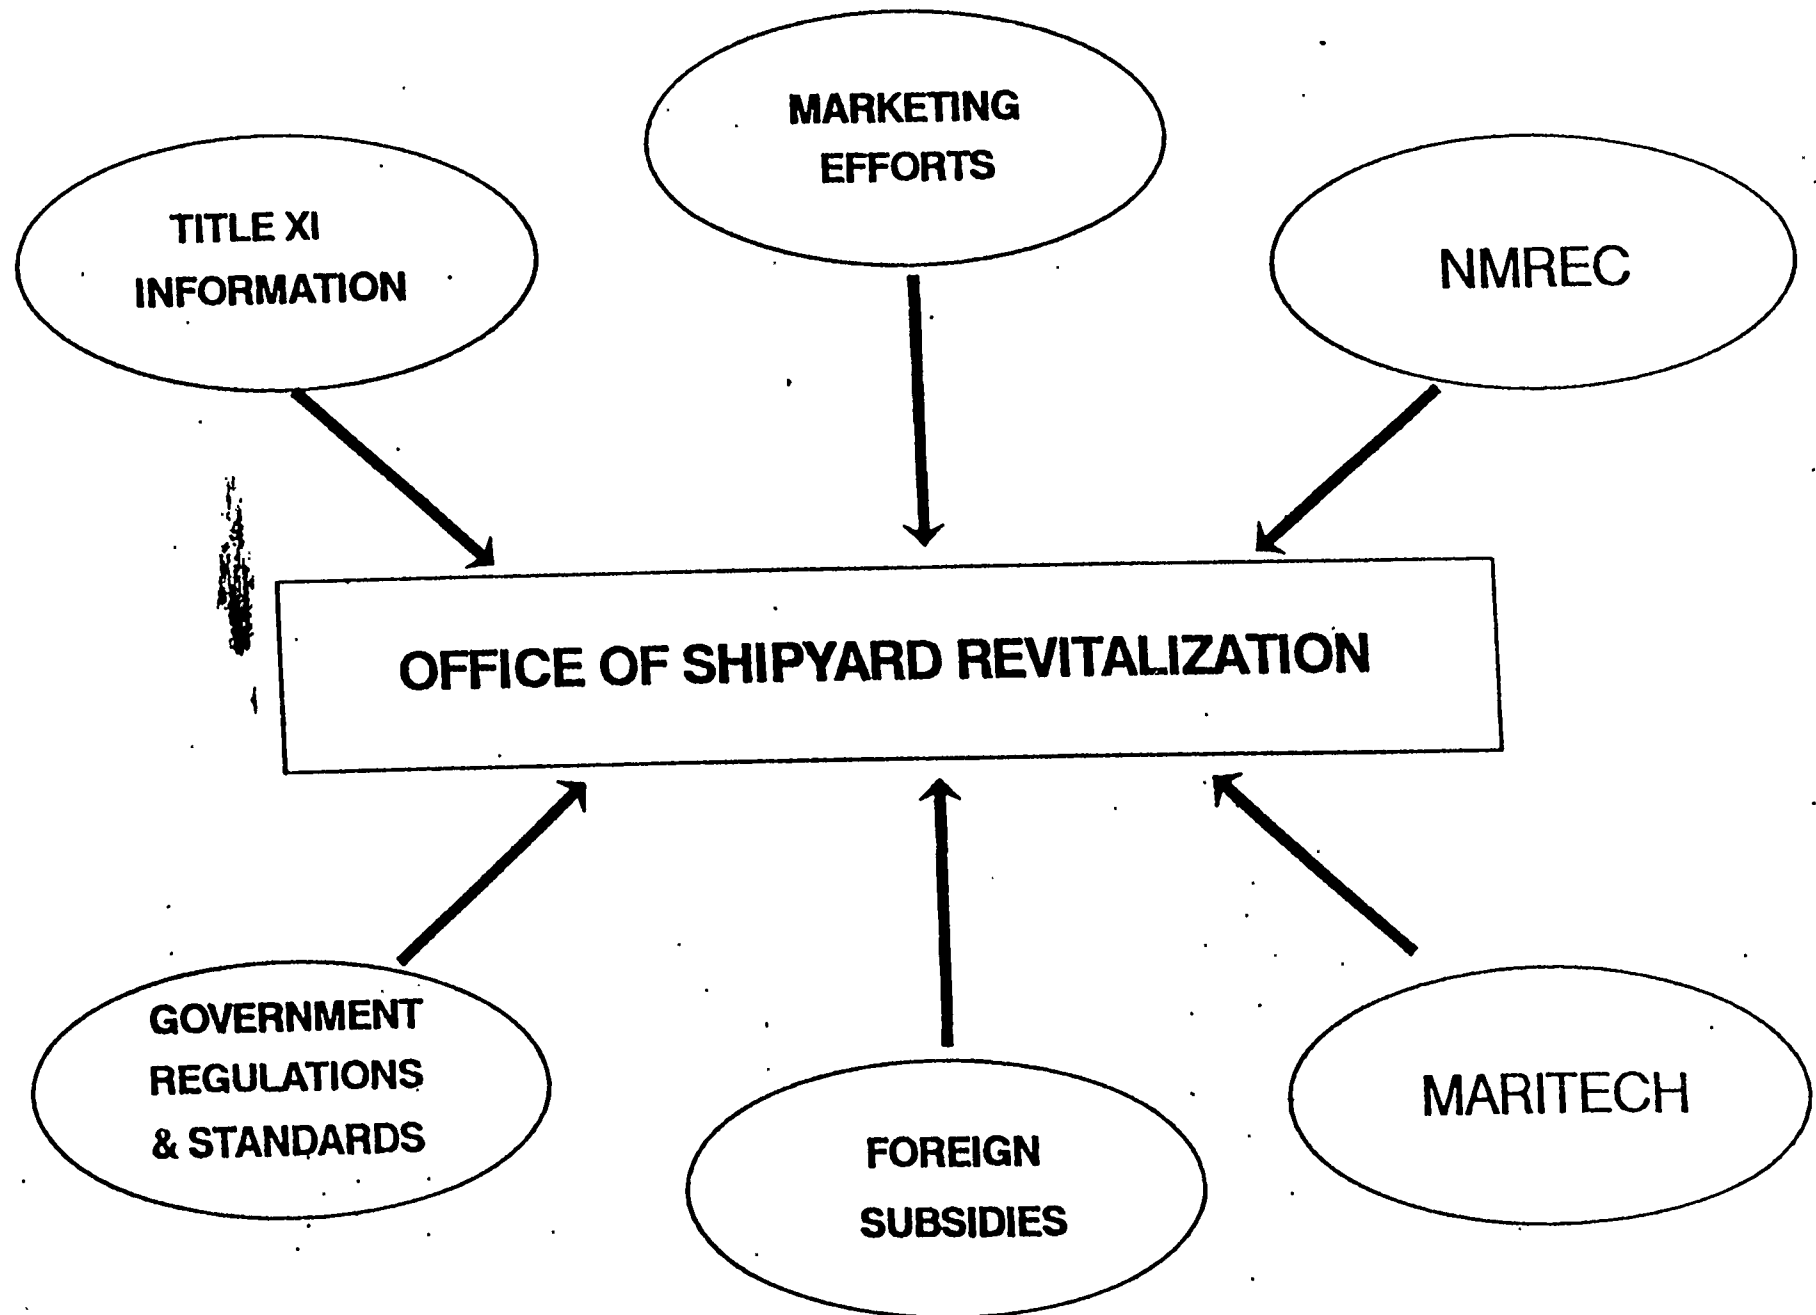 MARKETING
EFFORTS
TITLE XI
INFORMATION
NMREC
OFFICE OF SHIPYARD REVITALIZATION
GOVERNMENT
REGULATIONS
& STANDARDS
FOREIGN
SUBSIDIES
MARITECH